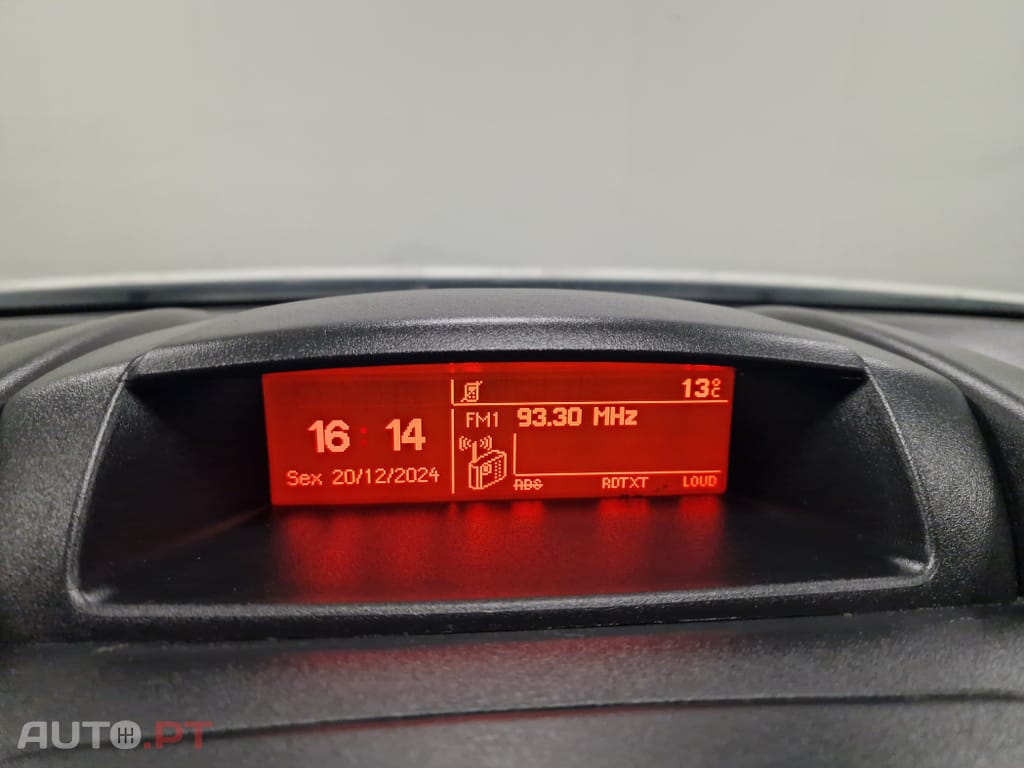 16 : 14
Sex 20/12/2024
13°C
FM1 93.30 MHz
RDS RDTXT LOUD
AUTO.PT